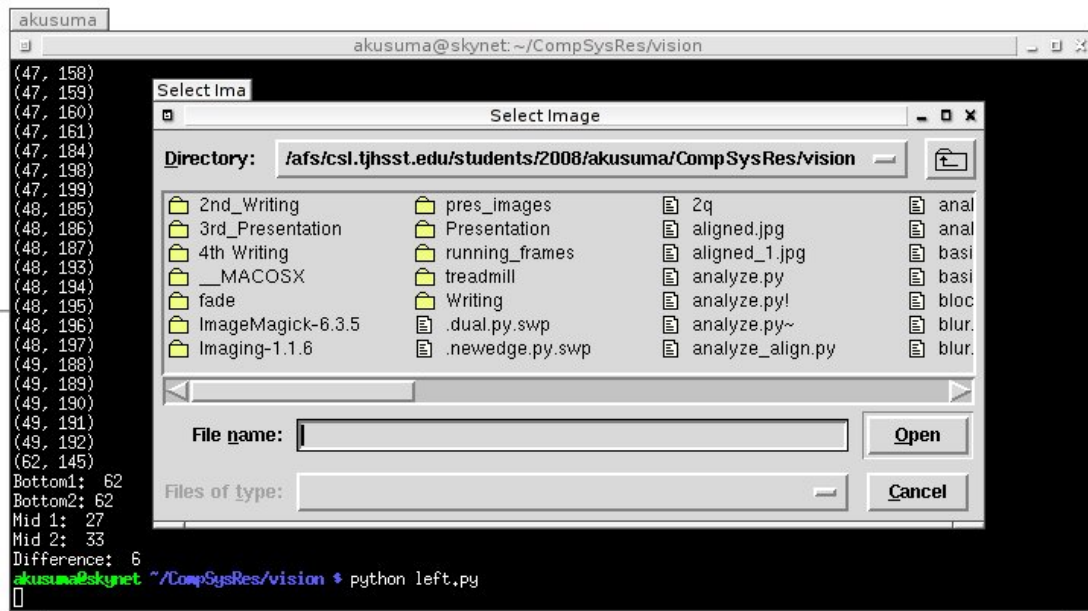 akusuma
akusuma@skynet:~/CompSysRes/vision
(47, 158)
(47, 159)
(47, 160)
(47, 161)
(47, 184)
(47, 198)
(47, 199)
(48, 185)
(48, 186)
(48, 187)
(48, 193)
(48, 194)
(48, 195)
(48, 196)
(48, 197)
(49, 188)
(49, 189)
(49, 190)
(49, 191)
(49, 192)
(62, 145)
Bottom1: 62
Bottom2: 62
Mid 1: 27
Mid 2: 33
Difference: 6
akusuma@skynet ~/CompSysRes/vision $ python left.py
Select Ima
Select Image
Directory: /afs/csl.tjhsst.edu/students/2008/akusuma/CompSysRes/vision
2nd_Writing pres_images 2q anal
3rd_Presentation Presentation aligned.jpg anal
4th Writing running_frames aligned_1.jpg basi
__MACOSX treadmill analyze.py basi
fade Writing analyze.py! bloc
ImageMagick-6.3.5 .dual.py.swp analyze.py~ blur.
Imaging-1.1.6 .newedge.py.swp analyze_align.py blur.
File name: Open
Files of type: Cancel